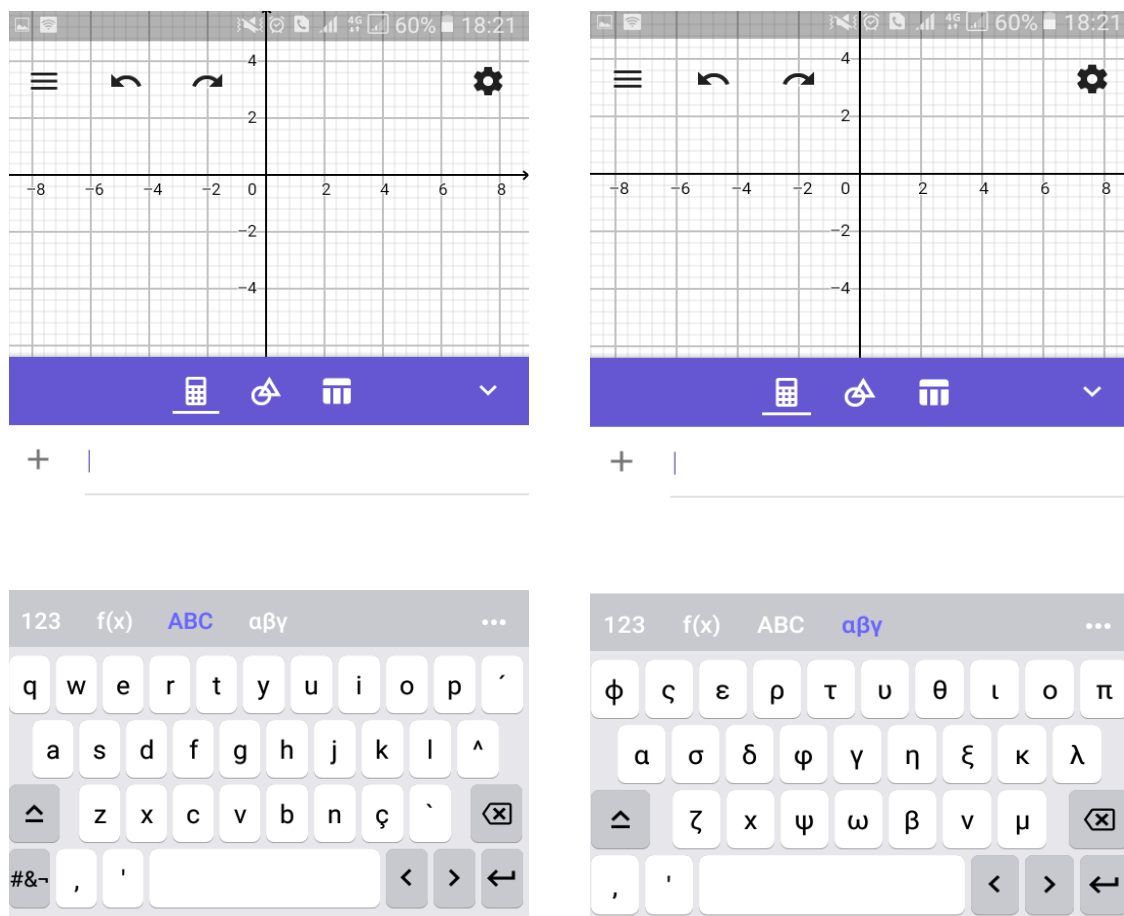 4G 60% 18:21
4
2
−8 −6 −4 −2 0 2 4 6 8
−2
−4
+
123 f(x) ABC αβγ ...
q w e r t y u i o p ´
a s d f g h j k l ^
z x c v b n ç `
#&¬ , ' < >
4G 60% 18:21
4
2
−8 −6 −4 −2 0 2 4 6 8
−2
−4
+
123 f(x) ABC αβγ ...
ϕ ς ε ρ τ υ θ ι ο π
α σ δ φ γ η ξ κ λ
ζ χ ψ ω β ν μ
, ' < >